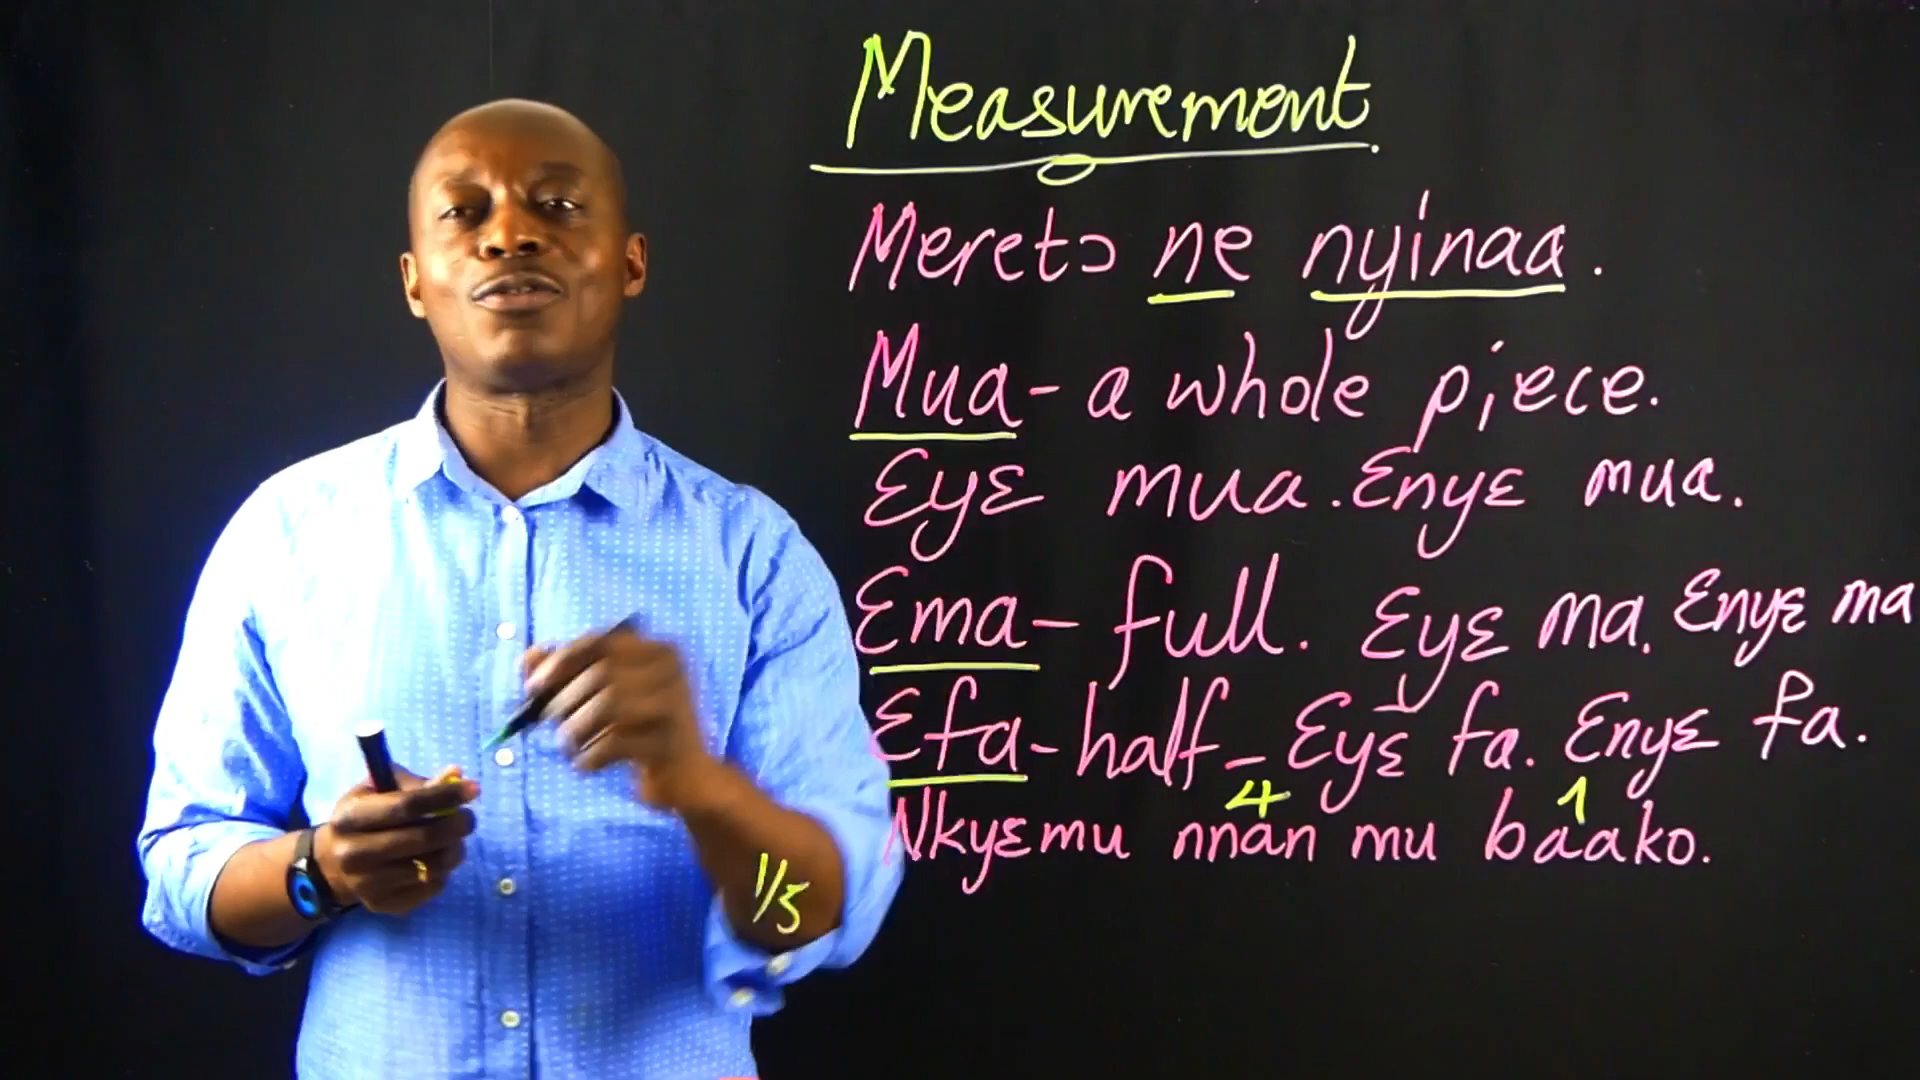 Measurement.
Meretɔ ne nyinaa.
Mua - a whole piece.
Ɛyɛ mua. Ɛnyɛ mua.
Ɛma - full. Ɛyɛ ma. Ɛnyɛ ma
Ɛfa - half - Ɛyɛ fa. Ɛnyɛ fa.
4 1
Nkyɛmu nnan mu baako.
1/5